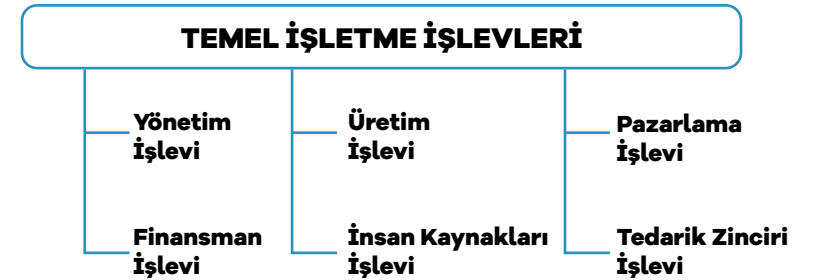 TEMEL İŞLETME İŞLEVLERİ
Yönetim
İşlevi
Üretim
İşlevi
Pazarlama
İşlevi
Finansman
İşlevi
İnsan Kaynakları
İşlevi
Tedarik Zinciri
İşlevi